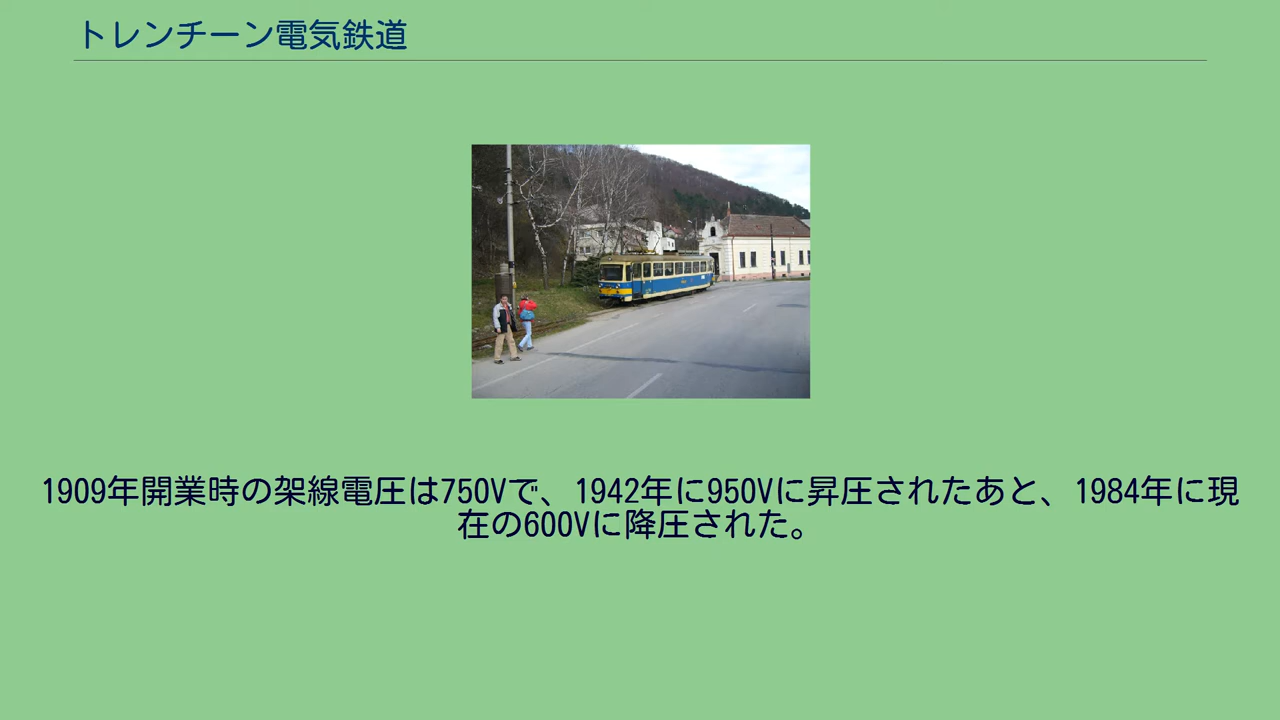 トレンチーン電気鉄道
1909年開業時の架線電圧は750Vで、1942年に950Vに昇圧されたあと、1984年に現
在の600Vに降圧された。